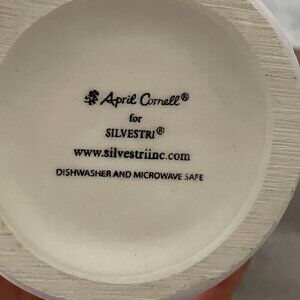 April Cornell®
for
SILVESTRI®
www.silvestriinc.com
DISHWASHER AND MICROWAVE SAFE